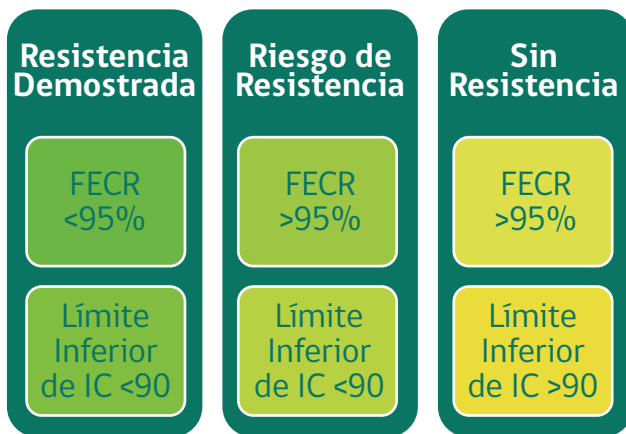 Resistencia
Demostrada
FECR
<95%
Límite
Inferior
de IC <90
Riesgo de
Resistencia
FECR
>95%
Límite
Inferior
de IC <90
Sin
Resistencia
FECR
>95%
Límite
Inferior
de IC >90